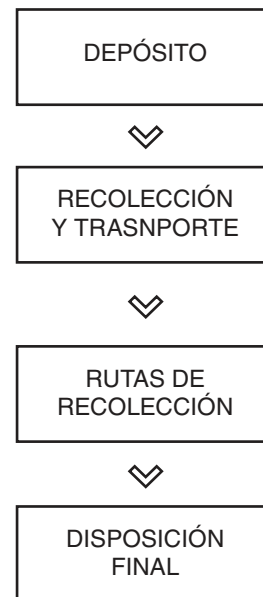 DEPÓSITO
RECOLECCIÓN
Y TRASNPORTE
RUTAS DE
RECOLECCIÓN
DISPOSICIÓN
FINAL